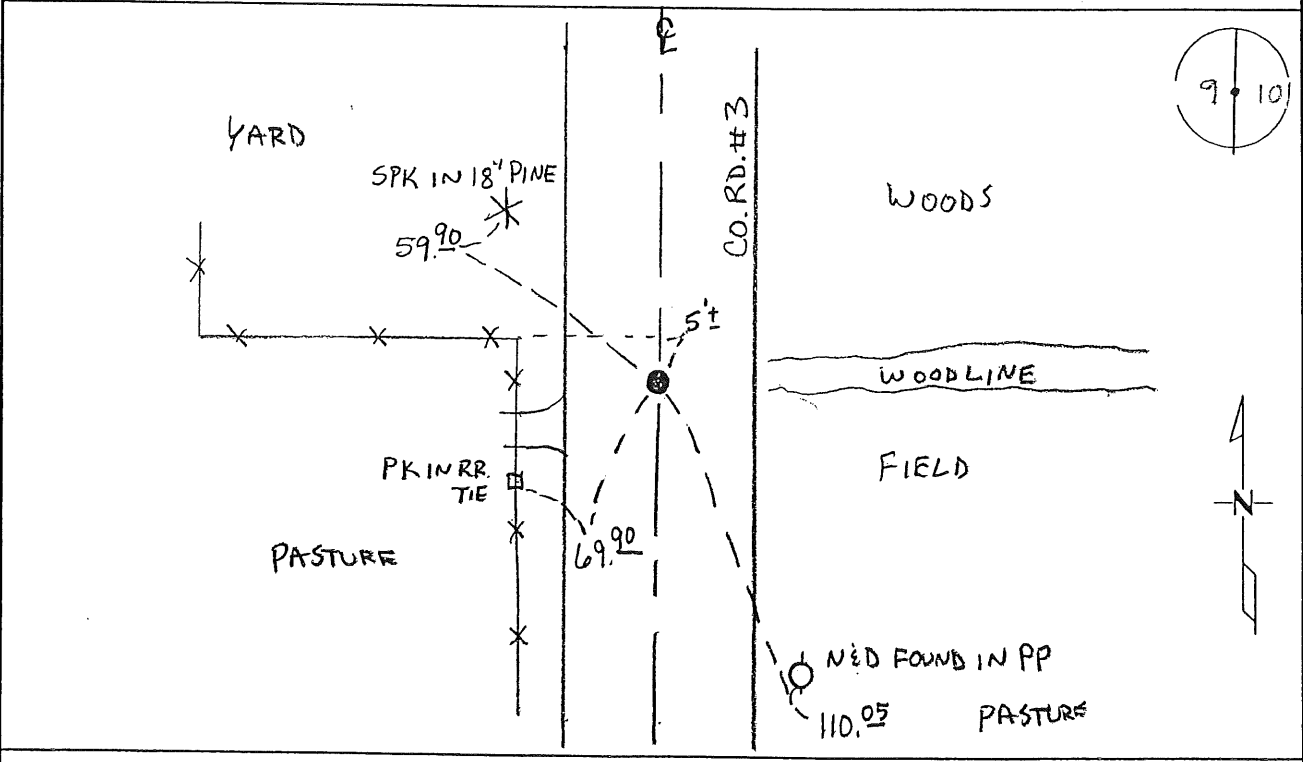 ℄
9 10
YARD
SPK IN 18" PINE
59.90
CO. RD. #3
WOODS
5'±
WOODLINE
PK IN RR.
TIE
FIELD
N
PASTURE
69.90
N&D FOUND IN PP
110.05
PASTURE